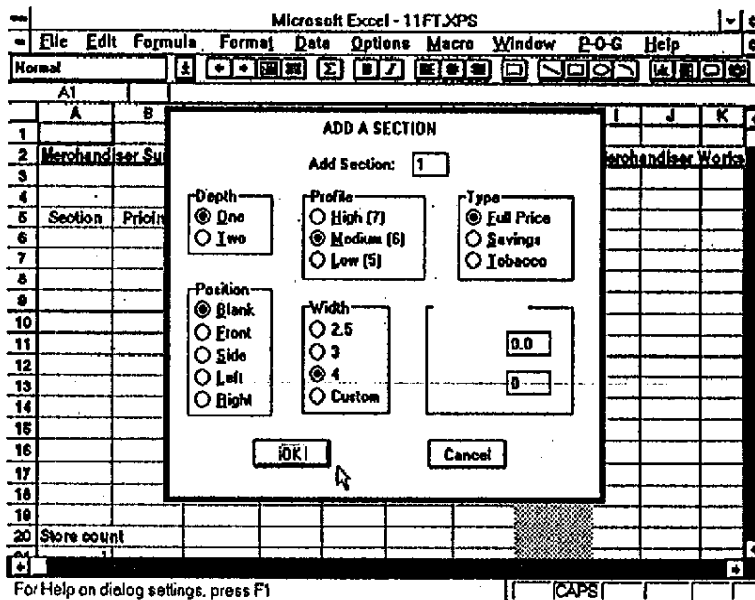 Microsoft Excel - 11FT.XPS
File Edit Formula Format Data Options Macro Window P-O-G Help
Normal
A1
A B I J K
1
2 Merchandiser Su erchandiser Works
3
4
5 Section Pricin
6
7
8
9
10
11
12
13
14
15
16
17
18
19
20 Store count
21
ADD A SECTION
Add Section: 1
Depth
One
Two
Profile
High (7)
Medium (6)
Low (5)
Type
Full Price
Savings
Tobacco
Position
Blank
Front
Side
Left
Right
Width
2.5
3
4
Custom
0.0
0
OK
Cancel
For Help on dialog settings, press F1
CAPS